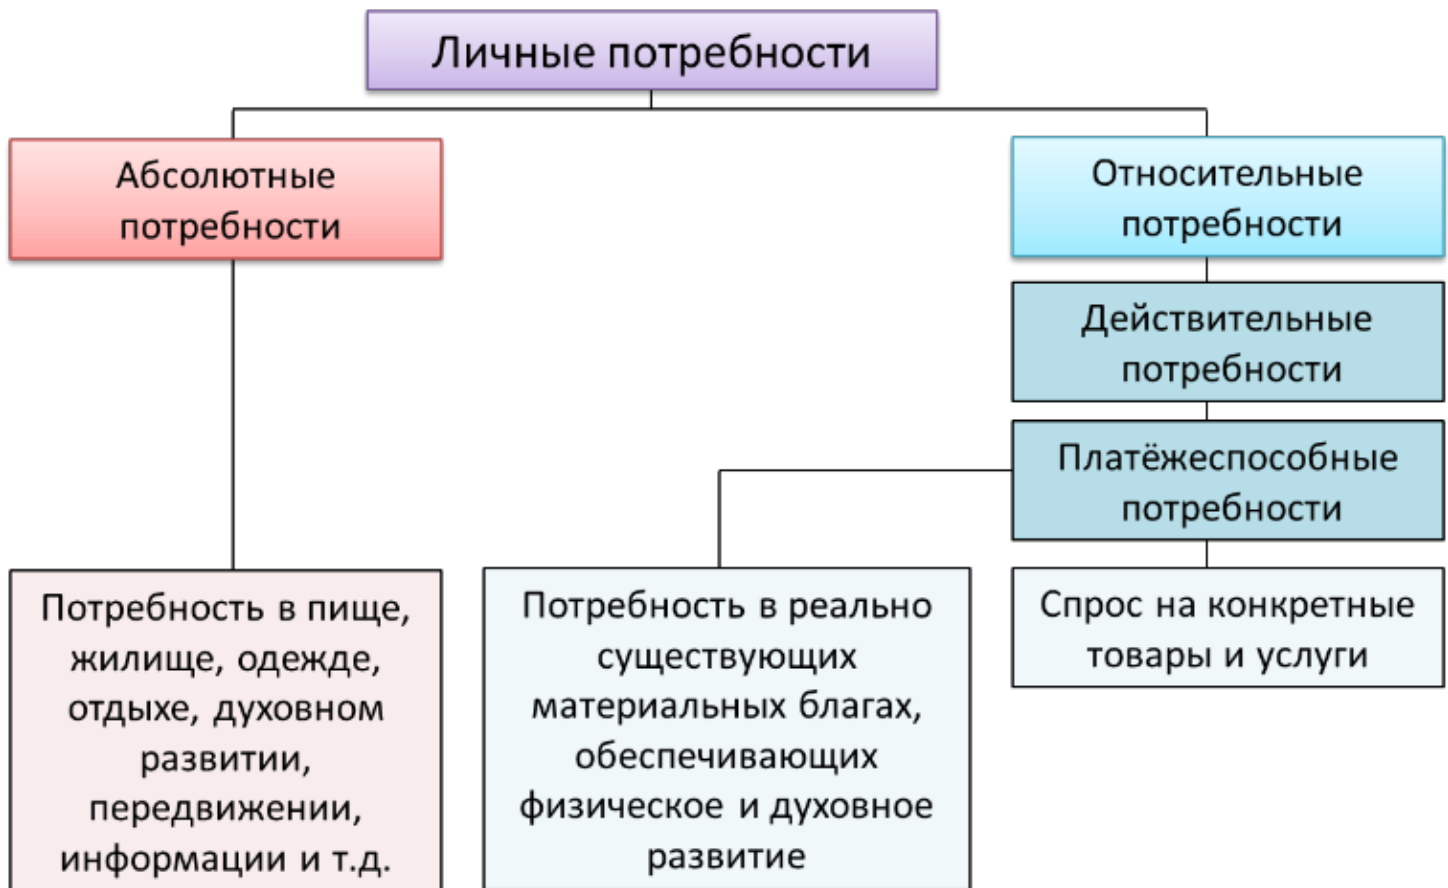 Личные потребности
Абсолютные
потребности
Относительные
потребности
Действительные
потребности
Платёжеспособные
потребности
Потребность в пище,
жилище, одежде,
отдыхе, духовном
развитии,
передвижении,
информации и т.д.
Потребность в реально
существующих
материальных благах,
обеспечивающих
физическое и духовное
развитие
Спрос на конкретные
товары и услуги